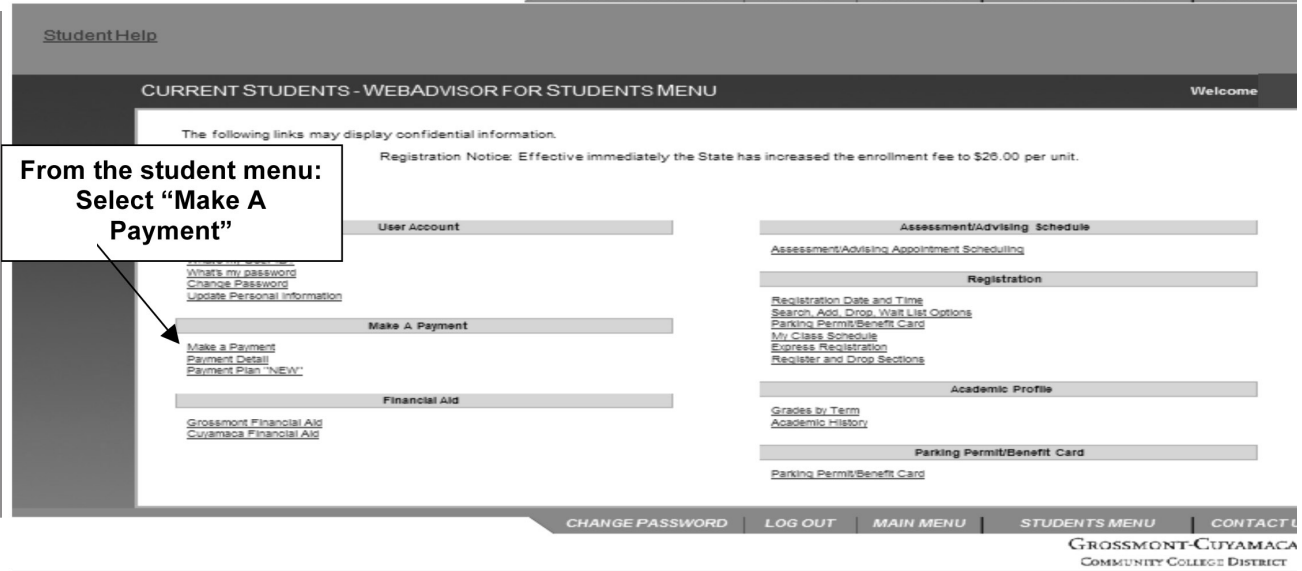 Student Help
CURRENT STUDENTS - WEBADVISOR FOR STUDENTS MENU
Welcome
The following links may display confidential information.
Registration Notice: Effective immediately the State has increased the enrollment fee to $26.00 per unit.
From the student menu:
Select “Make A
Payment”
User Account
What's my password
Change Password
Update Personal Information
Make A Payment
Make a Payment
Payment Detail
Payment Plan "NEW"
Financial Aid
Grossmont Financial Aid
Cuyamaca Financial Aid
Assessment/Advising Schedule
Assessment/Advising Appointment Scheduling
Registration
Registration Date and Time
Search, Add, Drop, Wait List Options
Parking Permit/Benefit Card
My Class Schedule
Express Registration
Register and Drop Sections
Academic Profile
Grades by Term
Academic History
Parking Permit/Benefit Card
Parking Permit/Benefit Card
CHANGE PASSWORD LOG OUT MAIN MENU STUDENTS MENU CONTACT U
GROSSMONT-CUYAMACA
COMMUNITY COLLEGE DISTRICT